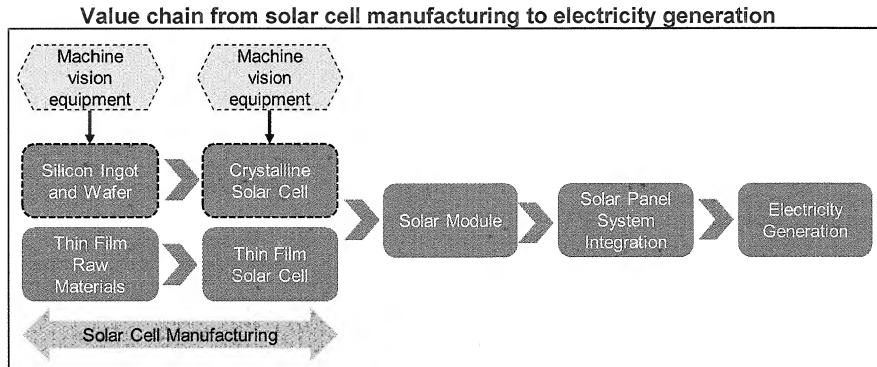 Value chain from solar cell manufacturing to electricity generation
Machine
vision
equipment
Machine
vision
equipment
Silicon Ingot
and Wafer
Crystalline
Solar Cell
Thin Film
Raw
Materials
Thin Film
Solar Cell
Solar Module
Solar Panel
System
Integration
Electricity
Generation
Solar Cell Manufacturing